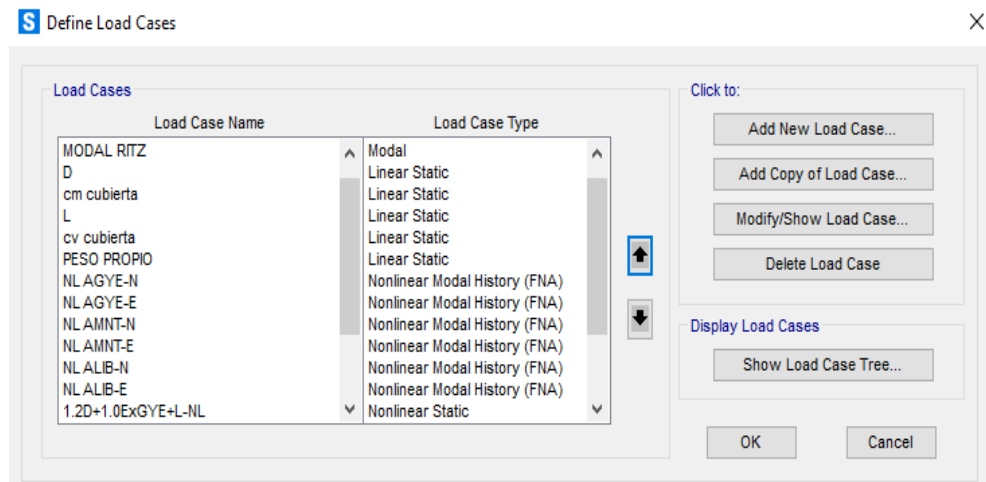 S Define Load Cases
Load Cases
Load Case Name Load Case Type
MODAL RITZ Modal
D Linear Static
cm cubierta Linear Static
L Linear Static
cv cubierta Linear Static
PESO PROPIO Linear Static
NL AGYE-N Nonlinear Modal History (FNA)
NL AGYE-E Nonlinear Modal History (FNA)
NL AMNT-N Nonlinear Modal History (FNA)
NL AMNT-E Nonlinear Modal History (FNA)
NL ALIB-N Nonlinear Modal History (FNA)
NL ALIB-E Nonlinear Modal History (FNA)
1.2D+1.0ExGYE+L-NL Nonlinear Static
Click to:
Add New Load Case...
Add Copy of Load Case...
Modify/Show Load Case...
Delete Load Case
Display Load Cases
Show Load Case Tree...
OK Cancel